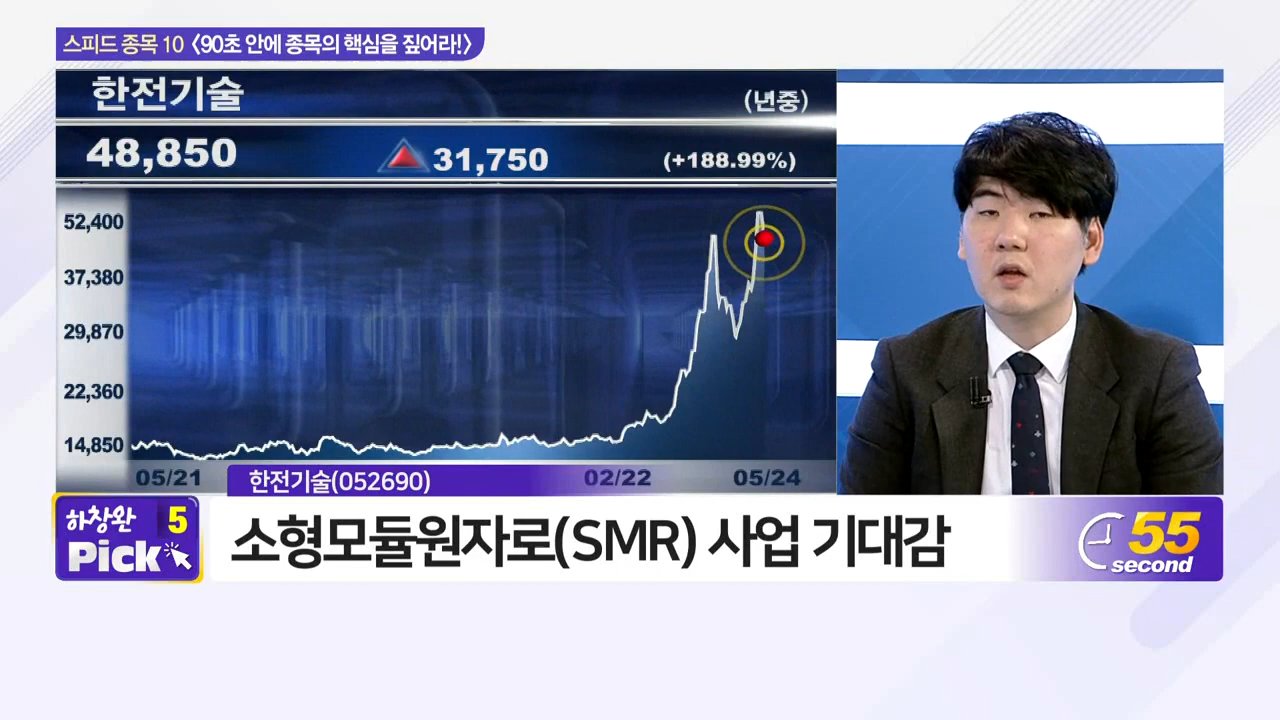 스피드 종목 10 〈90초 안에 종목의 핵심을 짚어라!〉
한전기술
(년중)
48,850 ▲ 31,750 (+188.99%)
52,400
37,380
29,870
22,360
14,850
05/21 02/22 05/24
한전기술(052690)
하창완 5
Pick
소형모듈원자로(SMR) 사업 기대감
55
second